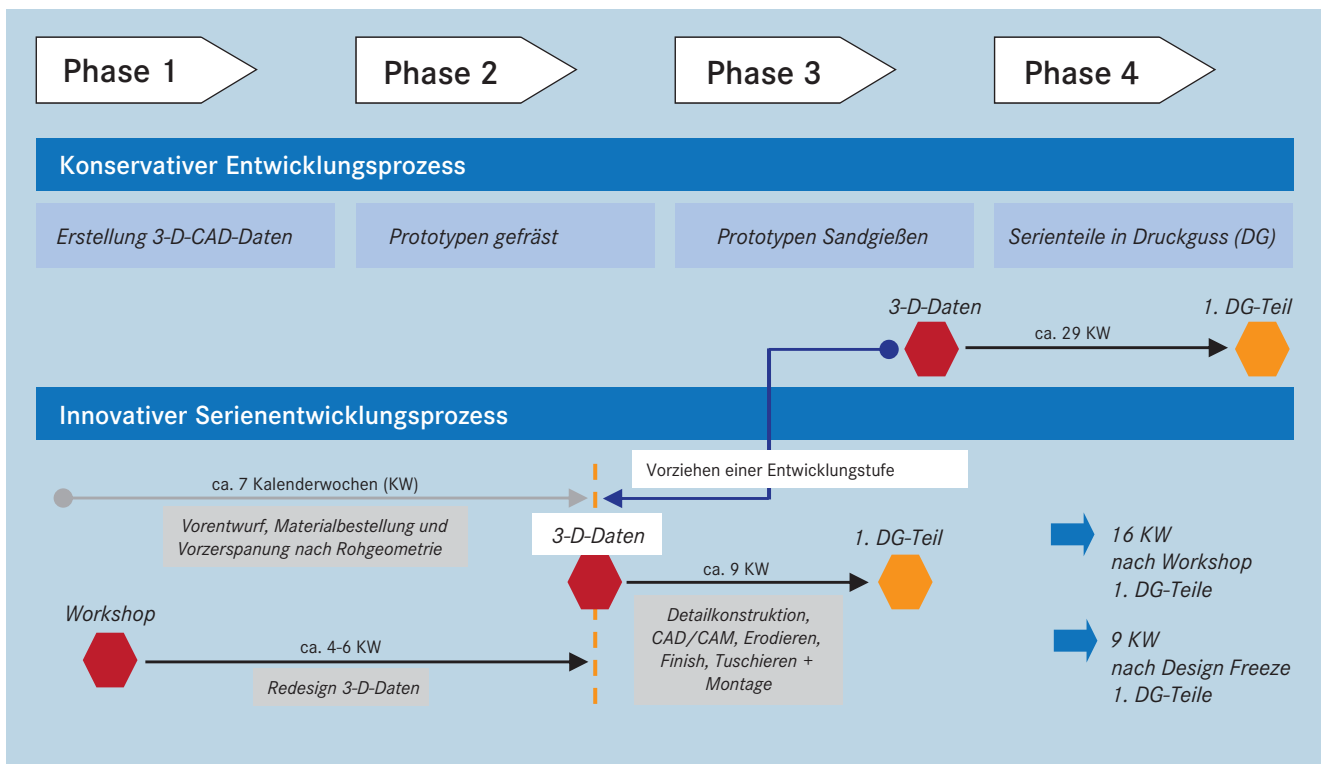 Phase 1
Phase 2
Phase 3
Phase 4
Konservativer Entwicklungsprozess
Erstellung 3-D-CAD-Daten
Prototypen gefräst
Prototypen Sandgießen
Serienteile in Druckguss (DG)
3-D-Daten
1. DG-Teil
ca. 29 KW
Innovativer Serienentwicklungsprozess
Vorziehen einer Entwicklungstufe
ca. 7 Kalenderwochen (KW)
Vorentwurf, Materialbestellung und
Vorzerspanung nach Rohgeometrie
3-D-Daten
1. DG-Teil
ca. 9 KW
Detailkonstruktion,
CAD/CAM, Erodieren,
Finish, Tuschieren +
Montage
Workshop
ca. 4-6 KW
Redesign 3-D-Daten
16 KW
nach Workshop
1. DG-Teile
9 KW
nach Design Freeze
1. DG-Teile